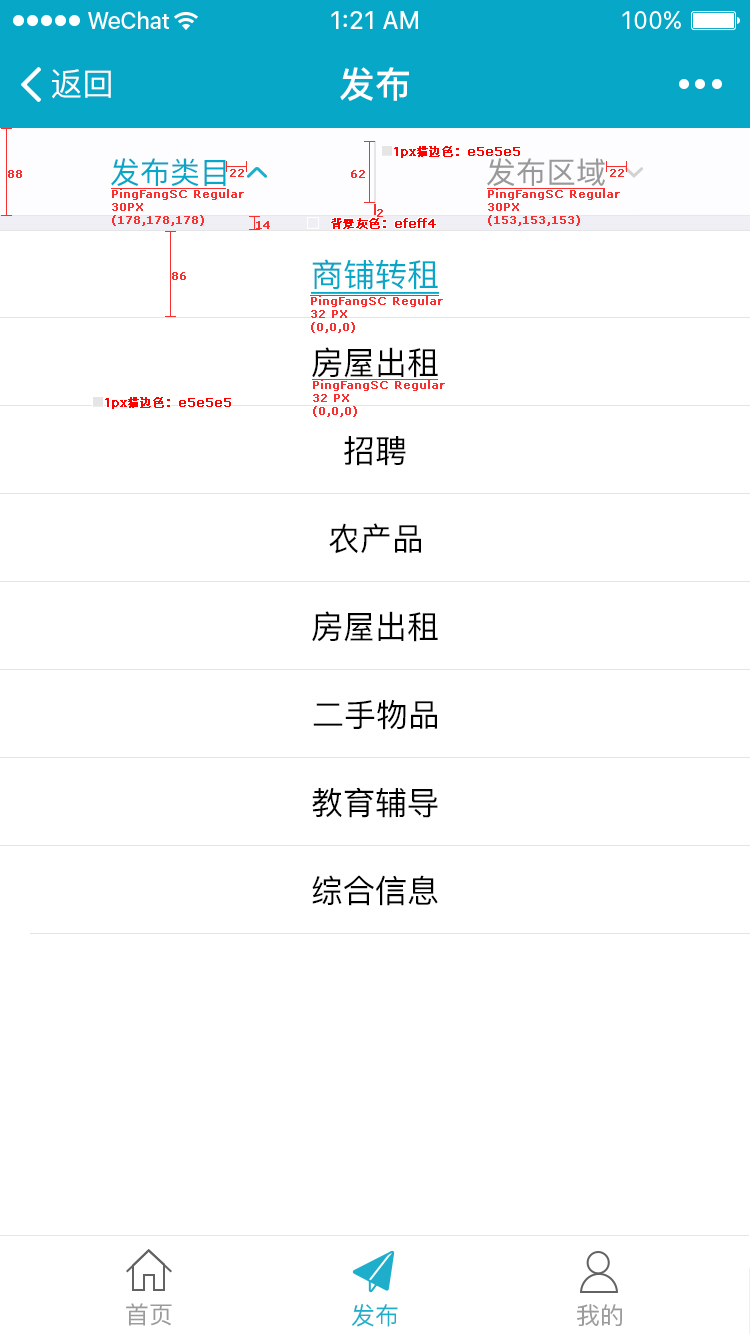 WeChat 1:21 AM 100%
返回 发布
1px描边色：e5e5e5
88 发布类目 22 62 发布区域 22
PingFangSC Regular PingFangSC Regular
30PX 2 30PX
(178,178,178) 14 背景灰色：efeff4 (153,153,153)
86 商铺转租
PingFangSC Regular
32 PX
(0,0,0)
房屋出租
PingFangSC Regular
32 PX
1px描边色：e5e5e5
(0,0,0)
招聘
农产品
房屋出租
二手物品
教育辅导
综合信息
首页 发布 我的